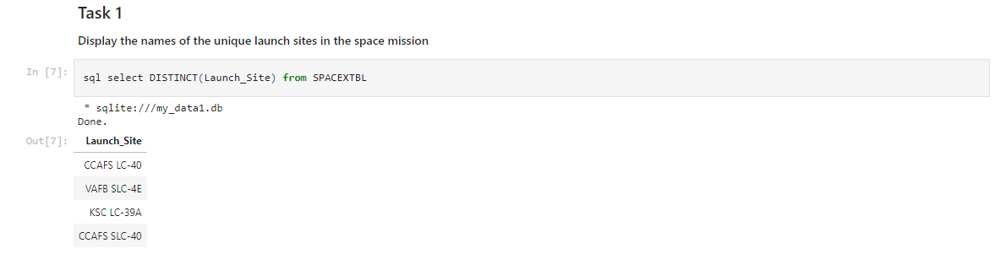 Task 1
Display the names of the unique launch sites in the space mission
In [7]: sql select DISTINCT(Launch_Site) from SPACEXTBL
* sqlite:///my_data1.db
Done.
Out[7]: Launch_Site
CCAFS LC-40
VAFB SLC-4E
KSC LC-39A
CCAFS SLC-40